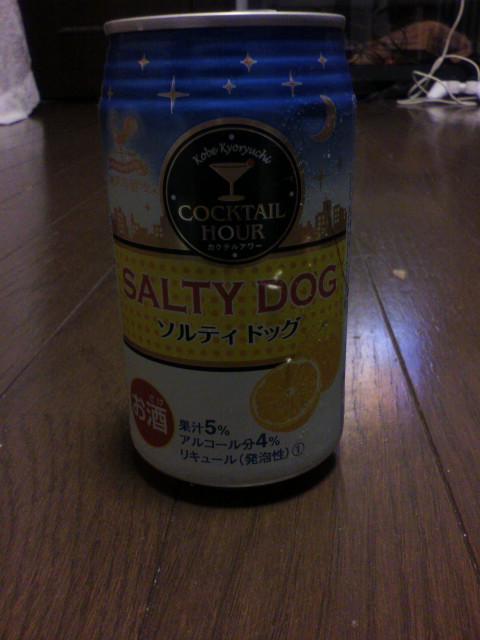 Kobe Kyoryuchi
COCKTAIL
HOUR
カクテルアワー
SALTY DOG
ソルティドッグ
さけ
お酒
果汁5%
アルコール分4%
リキュール(発泡性)①